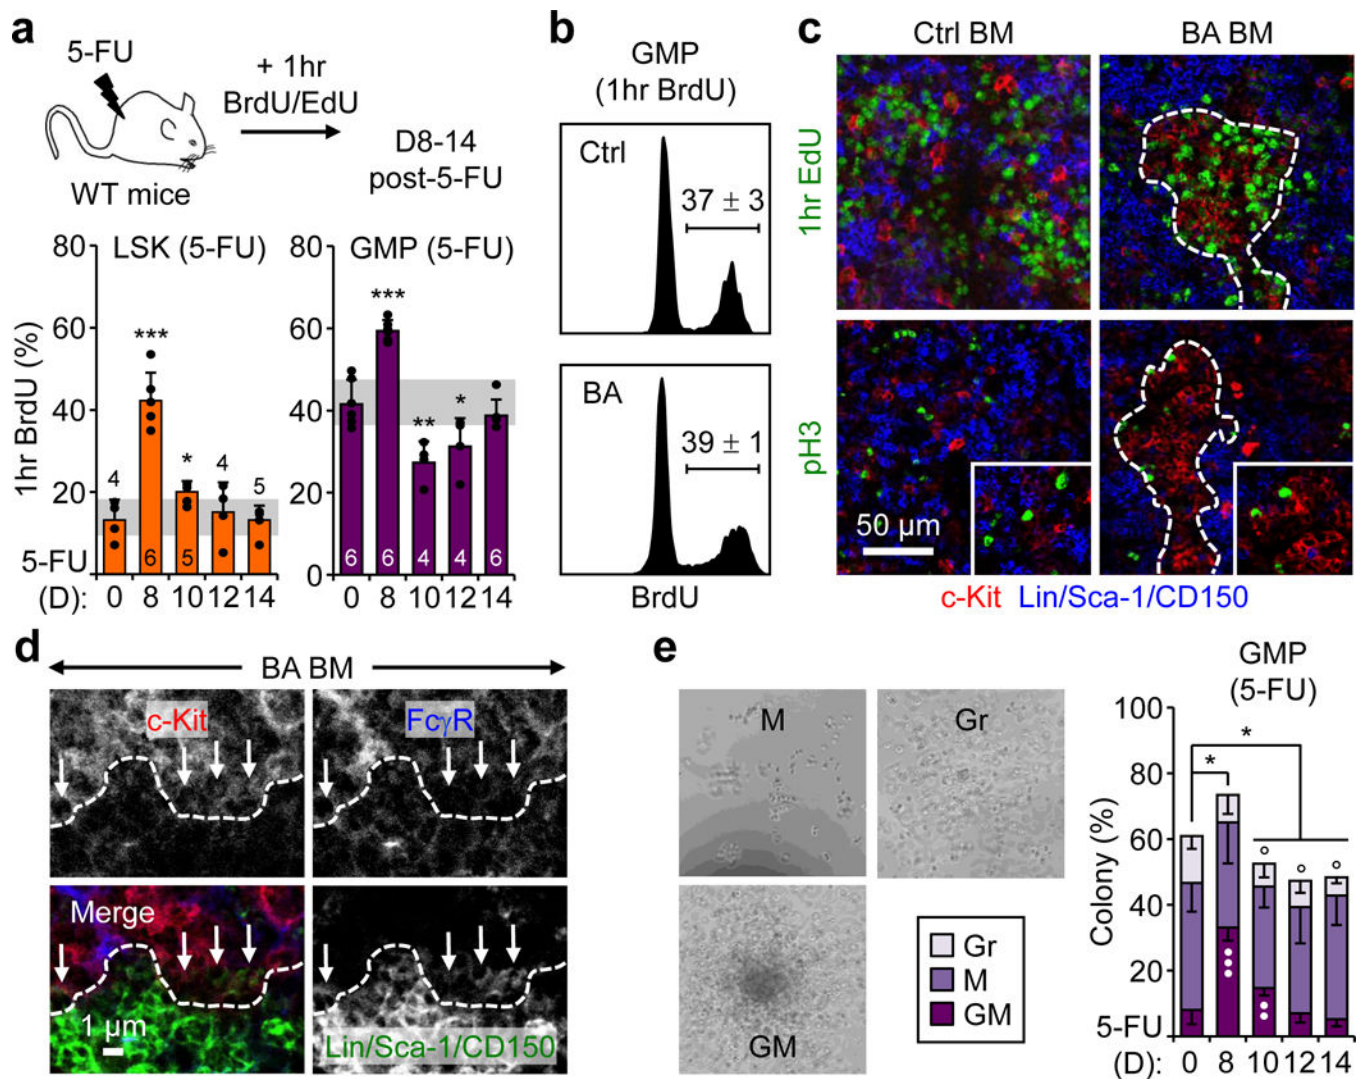 a
5-FU
+ 1hr
BrdU/EdU
WT mice
D8-14
post-5-FU
LSK (5-FU)
1hr BrdU (%)
80
60
40
20
0
***
*
4
6
5
4
5
5-FU
(D): 0 8 10 12 14
GMP (5-FU)
80
60
40
20
0
***
**
*
6 6 4 4 6
0 8 10 12 14
b
GMP
(1hr BrdU)
Ctrl
37 ± 3
BA
39 ± 1
BrdU
c
Ctrl BM BA BM
1hr EdU
pH3
50 µm
c-Kit Lin/Sca-1/CD150
d
BA BM
c-Kit
FcγR
Merge
1 µm
Lin/Sca-1/CD150
e
M
Gr
GM
Gr
M
GM
GMP
(5-FU)
Colony (%)
100
80
60
40
20
*
*
5-FU
(D): 0 8 10 12 14